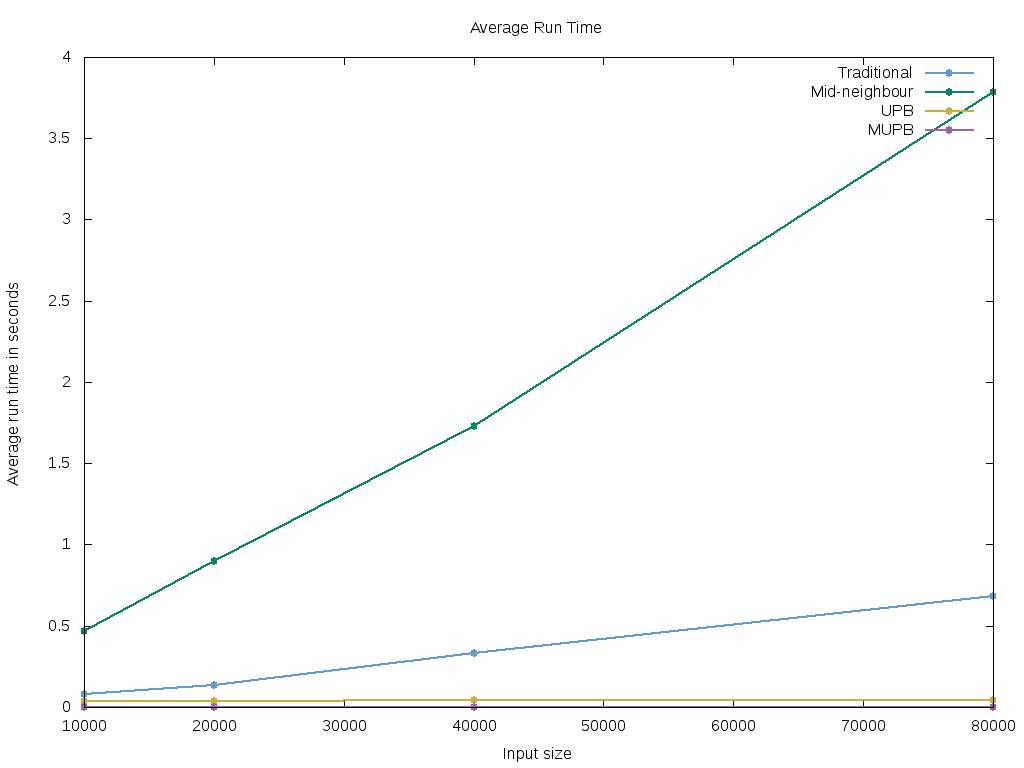 Average Run Time
Traditional
Mid-neighbour
UPB
MUPB
4
3.5
3
2.5
2
1.5
1
0.5
0
Average run time in seconds
10000 20000 30000 40000 50000 60000 70000 80000
Input size